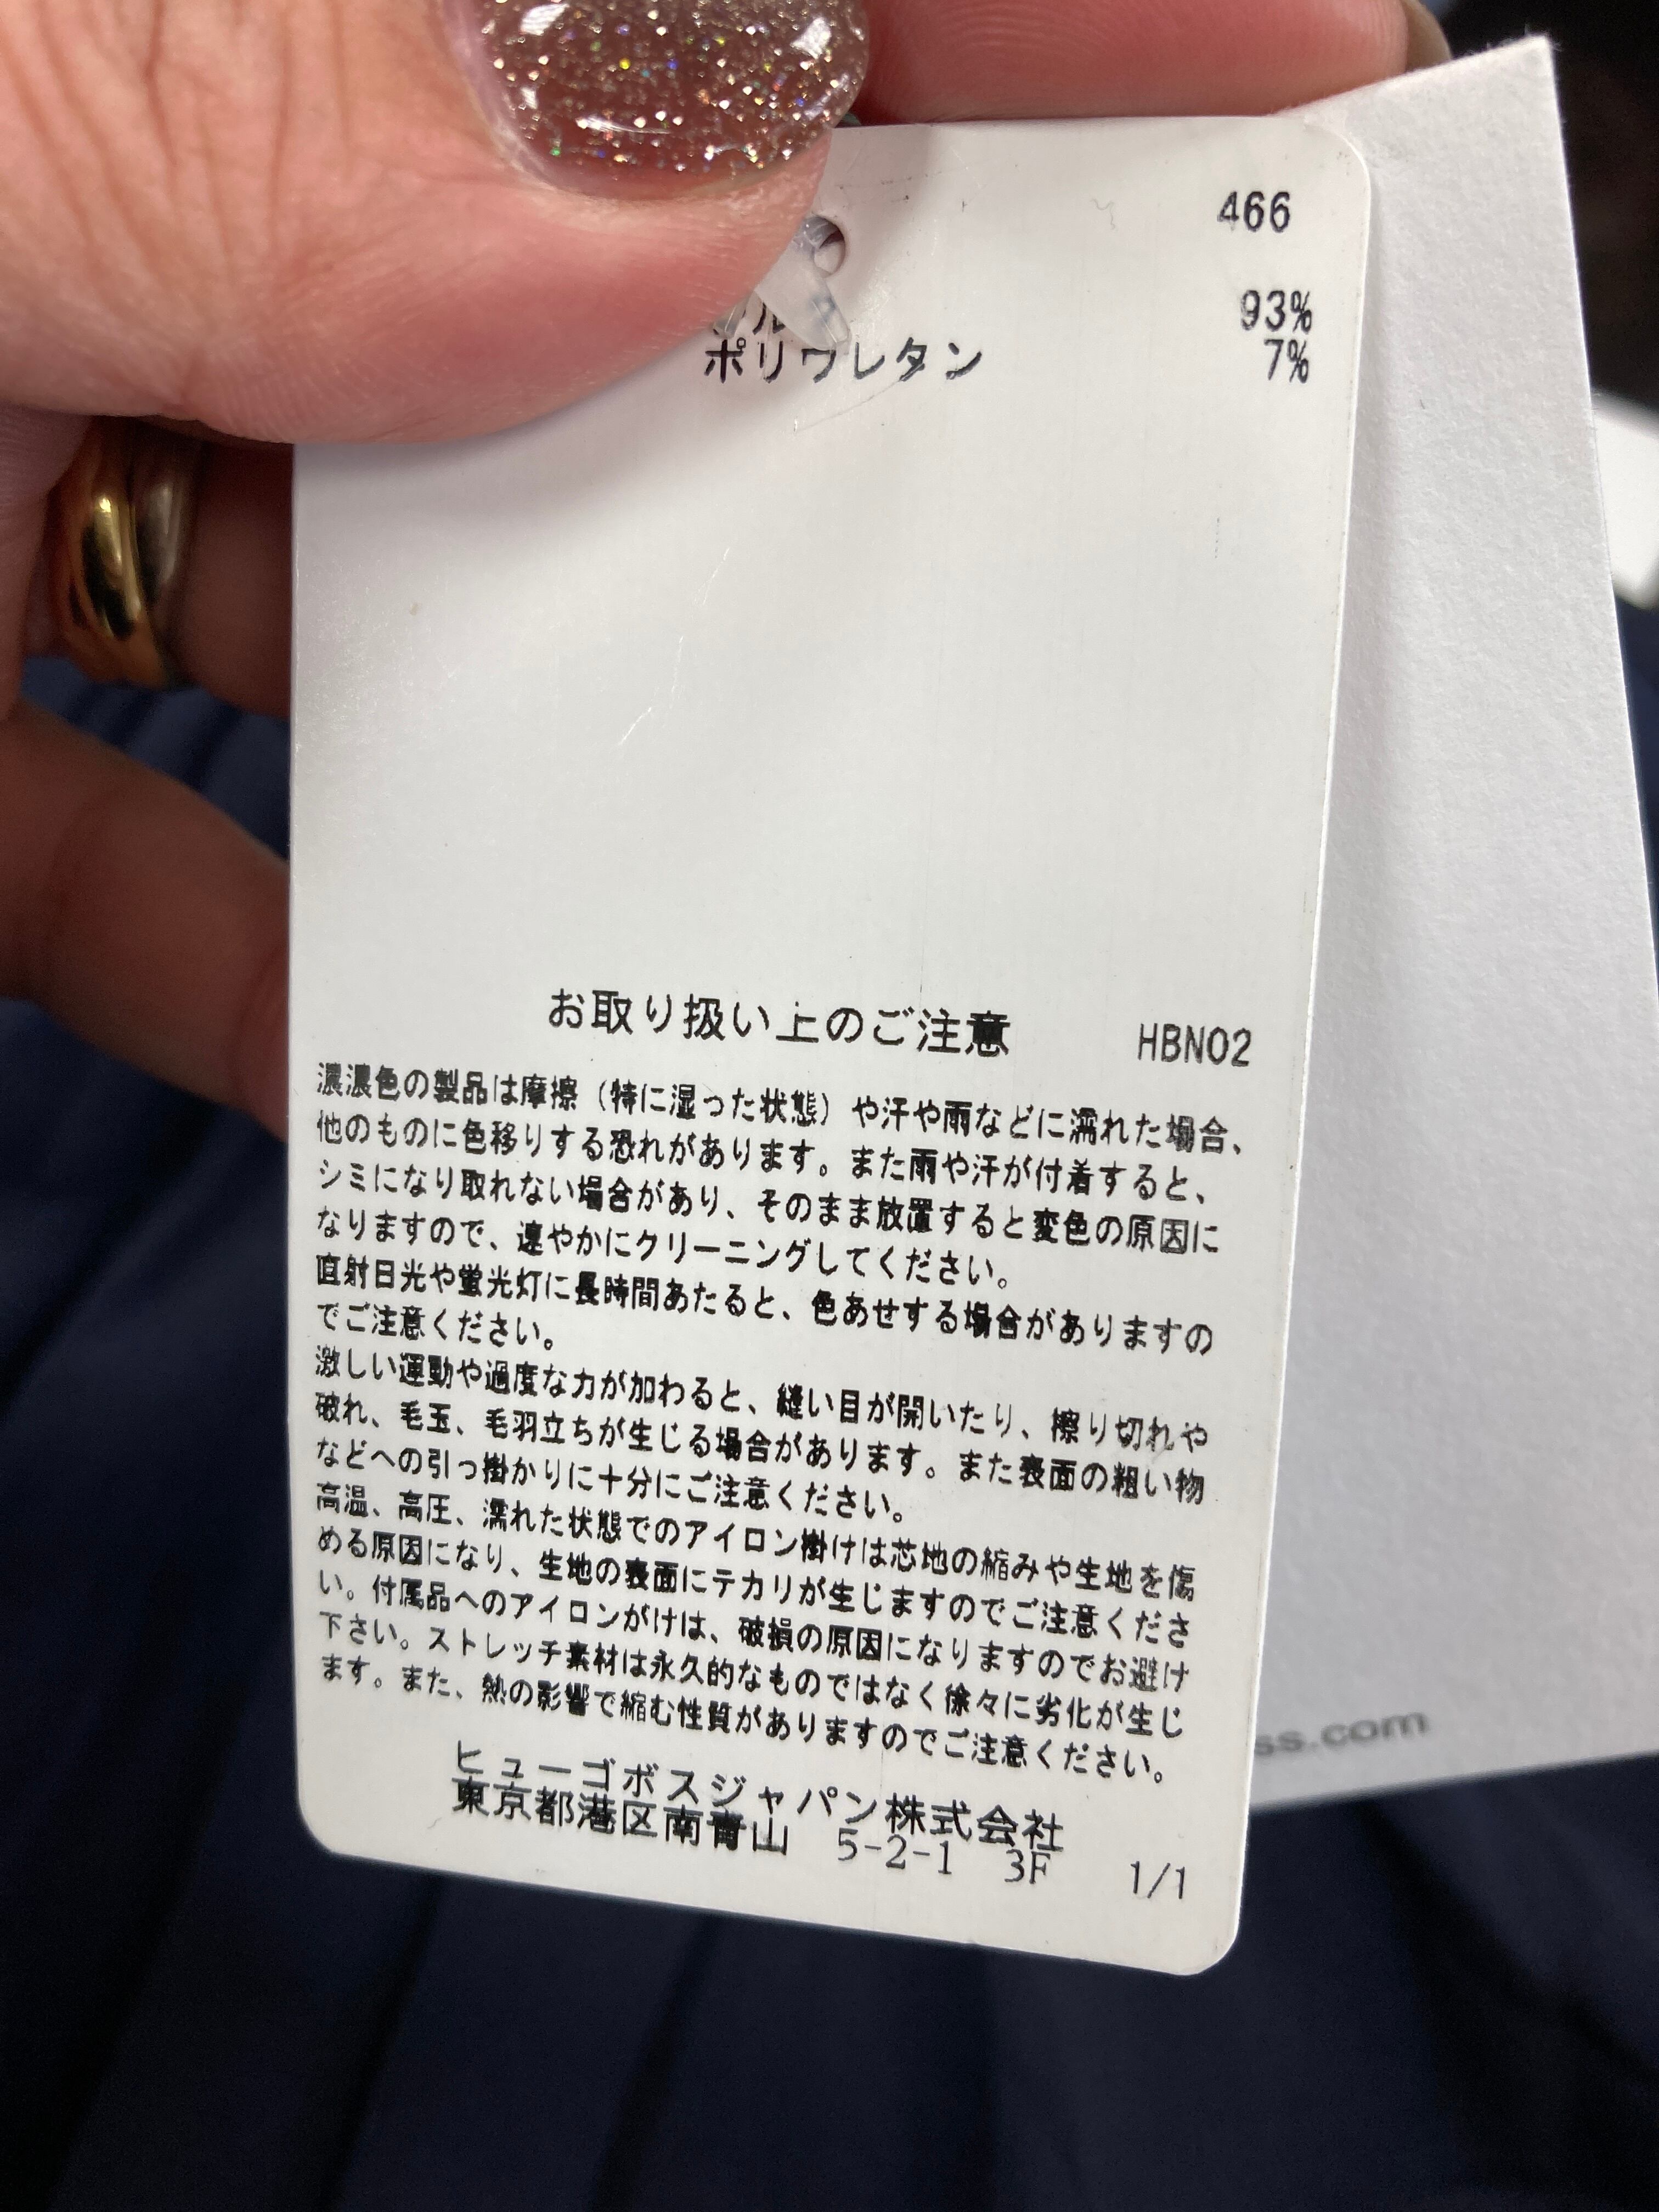 466
93%
ポリウレタン 7%
お取り扱い上のご注意 HBN02
濃濃色の製品は摩擦（特に湿った状態）や汗や雨などに濡れた場合、
他のものに色移りする恐れがあります。また雨や汗が付着すると、
シミになり取れない場合があり、そのまま放置すると変色の原因に
なりますので、速やかにクリーニングしてください。
直射日光や蛍光灯に長時間あたると、色あせする場合がありますの
でご注意ください。
激しい運動や過度な力が加わると、縫い目が開いたり、擦り切れや
破れ、毛玉、毛羽立ちが生じる場合があります。また表面の粗い物
などへの引っ掛かりに十分にご注意ください。
高温、高圧、濡れた状態でのアイロン掛けは芯地の縮みや生地を傷
める原因になり、生地の表面にテカリが生じますのでご注意くださ
い。付属品へのアイロンがけは、破損の原因になりますのでお避け
下さい。ストレッチ素材は永久的なものではなく徐々に劣化が生じ
ます。また、熱の影響で縮む性質がありますのでご注意ください。
ヒューゴボスジャパン株式会社
東京都港区南青山 5-2-1 3F 1/1
ss.com